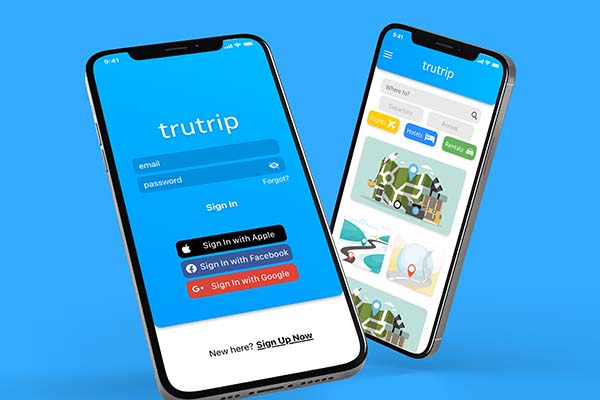 9:41
trutrip
email
password
Forgot?
Sign In
Sign In with Apple
Sign In with Facebook
Sign In with Google
New here? Sign Up Now
9:41
trutrip
Where to?
Departure
Arrival
Flights
Hotels
Rentals